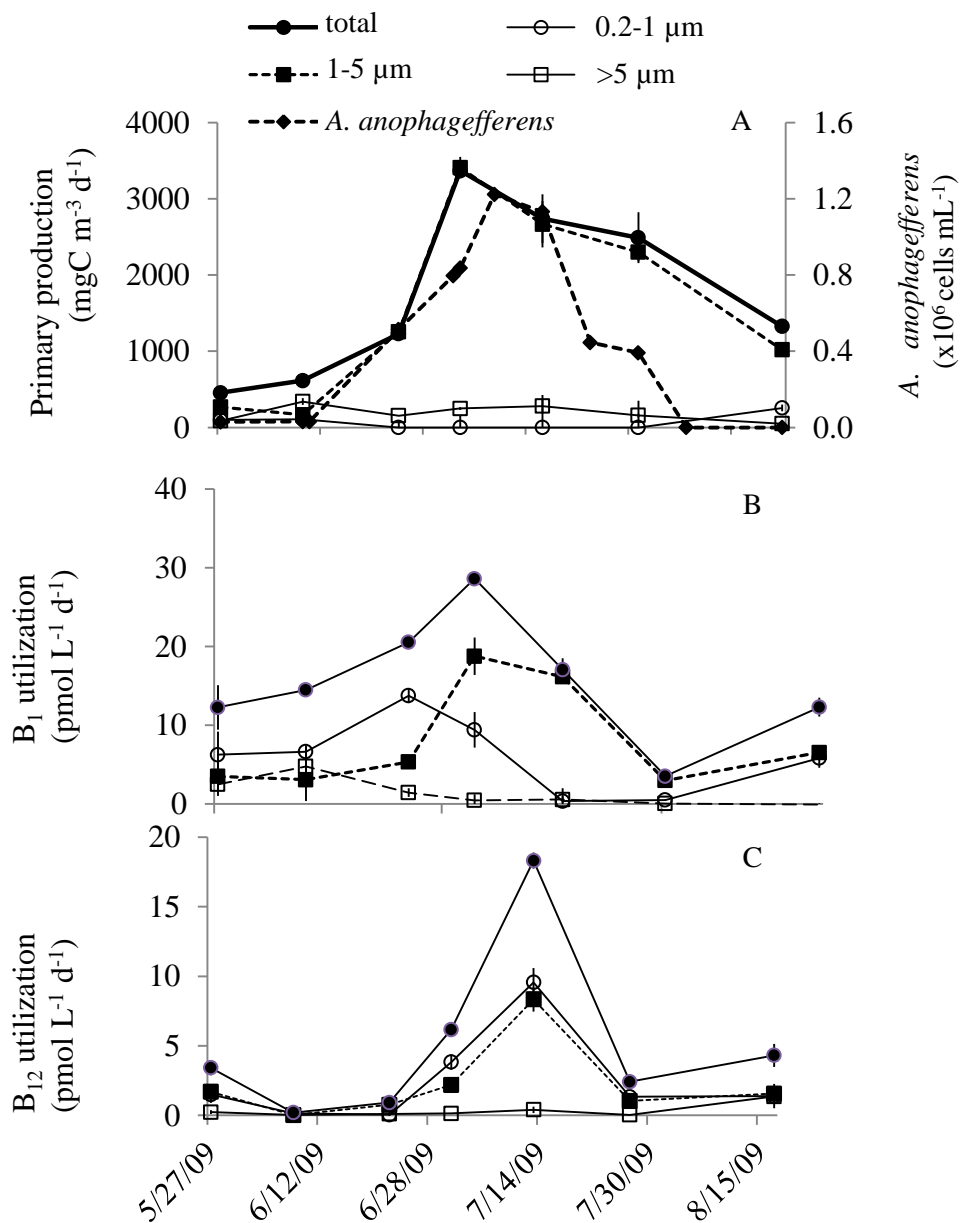 total
0.2-1 µm
1-5 µm
>5 µm
A. anophagefferens
A
4000
3000
2000
1000
0
Primary production
(mgC m-3 d-1)
1.6
1.2
0.8
0.4
0.0
A. anophagefferens
(x10⁶ cells mL-1)
B
40
30
20
10
0
B₁ utilization
(pmol L-1 d-1)
C
20
15
10
5
0
B₁₂ utilization
(pmol L-1 d-1)
5/27/09
6/12/09
6/28/09
7/14/09
7/30/09
8/15/09